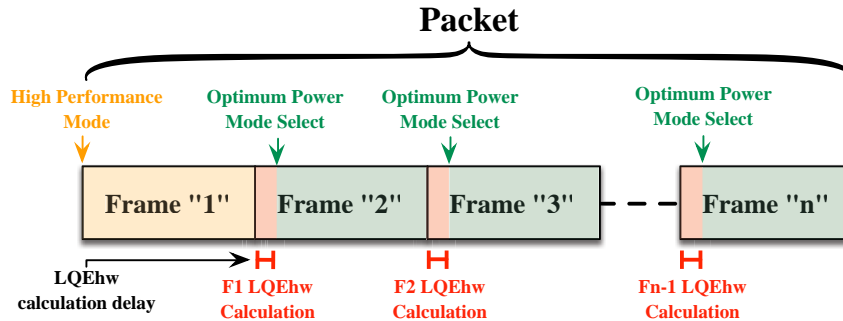 Packet
High Performance
Mode
Optimum Power
Mode Select
Optimum Power
Mode Select
Optimum Power
Mode Select
Frame "1"
Frame "2"
Frame "3"
Frame "n"
LQEhw
calculation delay
F1 LQEhw
Calculation
F2 LQEhw
Calculation
Fn-1 LQEhw
Calculation